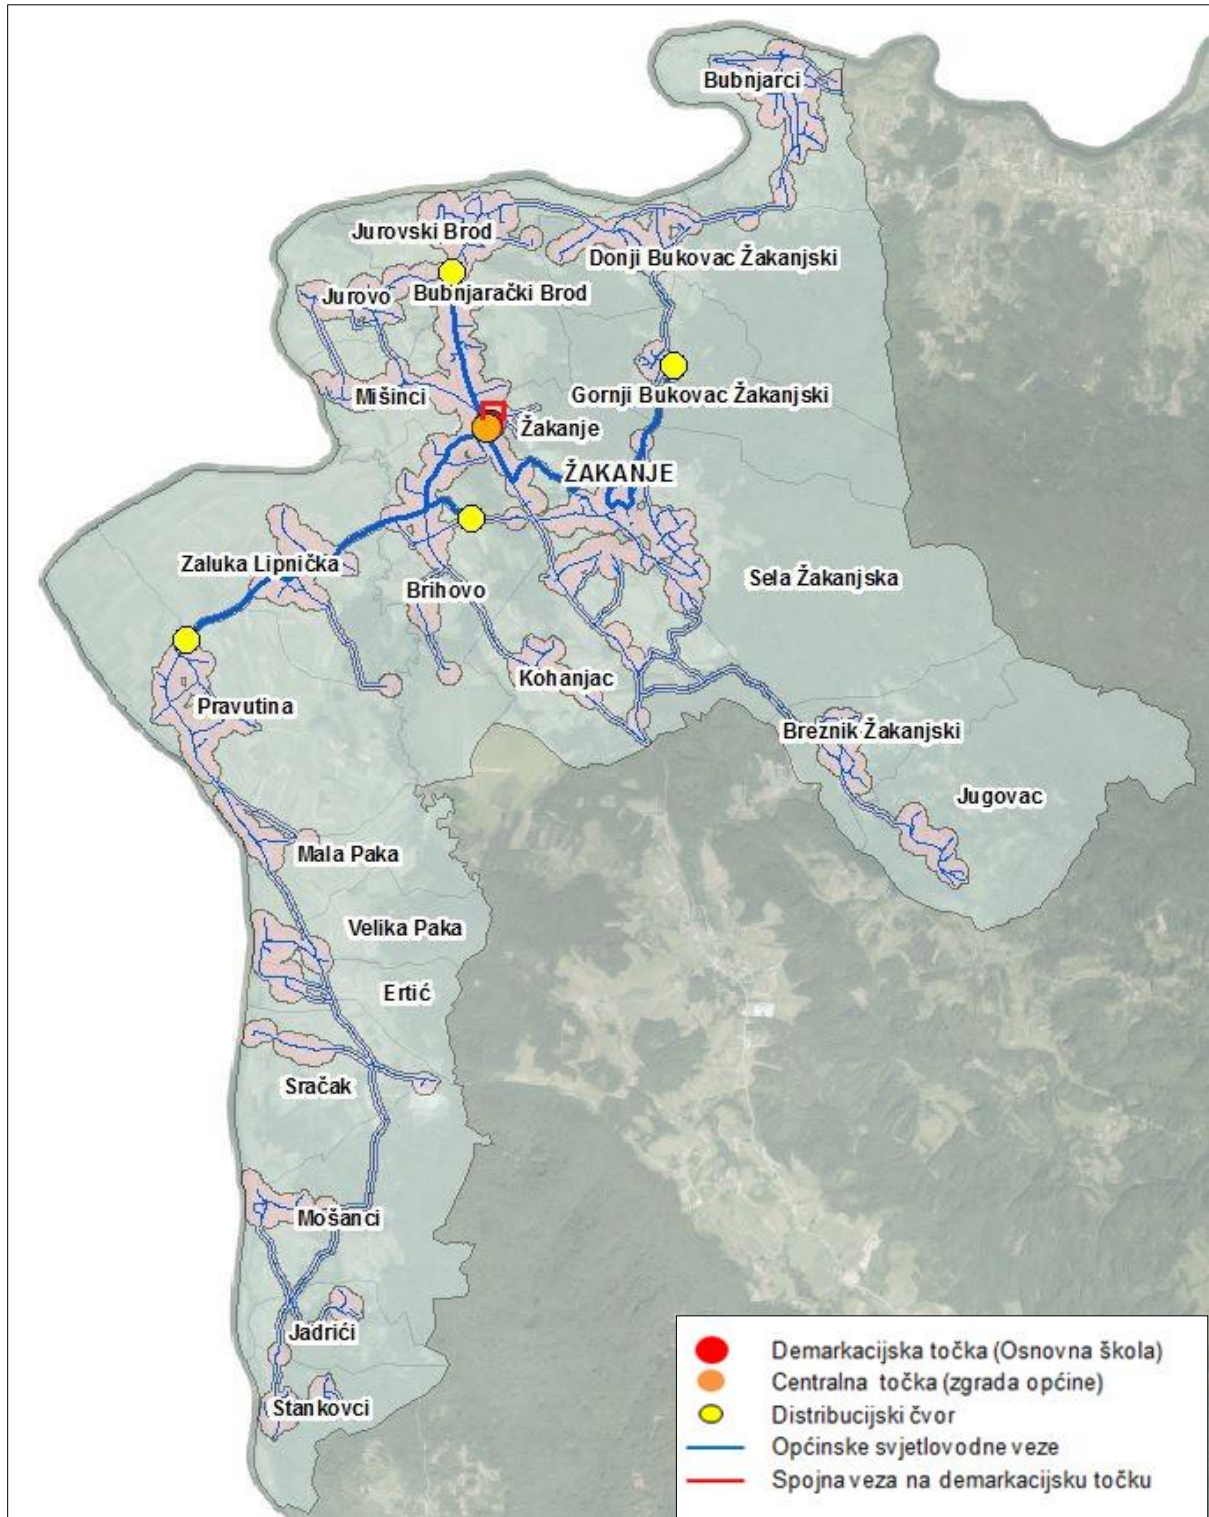 Bubnjarci
Jurovski Brod
Donji Bukovac Žakanjski
Jurovo
Bubnjarački Brod
Mišinci
Gornji Bukovac Žakanjski
Žakanje
ŽAKANJE
Zaluka Lipnička
Brihovo
Sela Žakanjska
Kohanjac
Pravutina
Breznik Žakanjski
Jugovac
Mala Paka
Velika Paka
Ertić
Sračak
Mošanci
Jadrići
Stankovci
Demarkacijska točka (Osnovna škola)
Centralna točka (zgrada općine)
Distribucijski čvor
Općinske svjetlovodne veze
Spojna veza na demarkacijsku točku